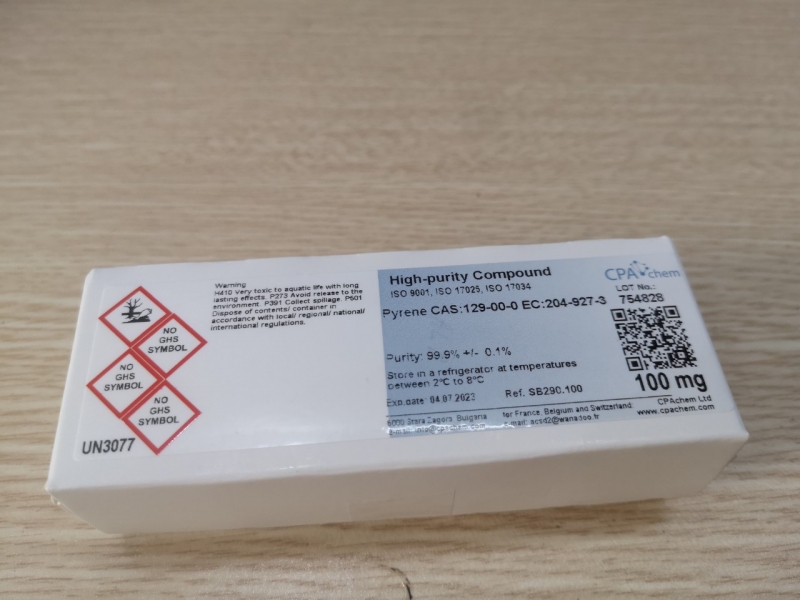 Warning
H410 Very toxic to aquatic life with long
lasting effects. P273 Avoid release to the
environment. P391 Collect spillage. P501
Dispose of contents/ container in
accordance with local/ regional/ national/
international regulations.
NO
GHS
SYMBOL
NO
GHS
SYMBOL
NO
GHS
SYMBOL
UN3077
High-purity Compound
ISO 9001, ISO 17025, ISO 17034
CPAchem
LOT No.:
754828
Pyrene CAS:129-00-0 EC:204-927-3
Purity: 99.9% +/- 0.1%
Store in a refrigerator at temperatures
between 2°C to 8°C
Exp.date: 04.07.2023
Ref. SB290.100
100 mg
6000 Stara Zagora, Bulgaria
for France, Belgium and Switzerland:
CPAchem Ltd.
e-mail: acsd2@wanadoo.fr
www.cpachem.com